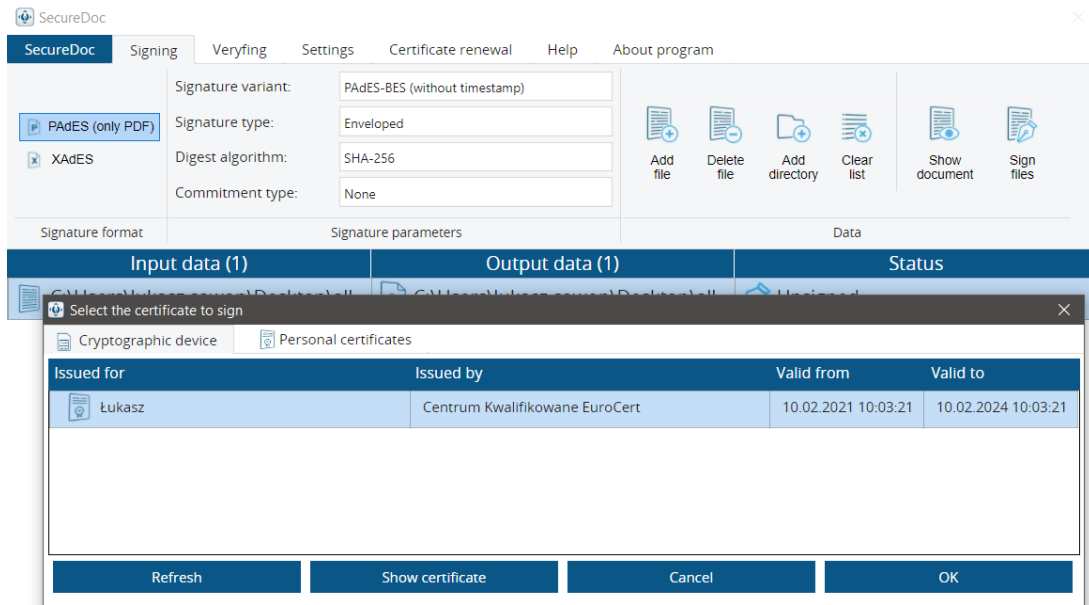 SecureDoc
SecureDoc Signing Veryfing Settings Certificate renewal Help About program
Signature variant: PAdES-BES (without timestamp)
PAdES (only PDF)
Signature type: Enveloped
XAdES
Digest algorithm: SHA-256
Commitment type: None
Add file
Delete file
Add directory
Clear list
Show document
Sign files
Signature format Signature parameters Data
Input data (1) Output data (1) Status
Unsigned
Select the certificate to sign
Cryptographic device Personal certificates
Issued for Issued by Valid from Valid to
Łukasz Centrum Kwalifikowane EuroCert 10.02.2021 10:03:21 10.02.2024 10:03:21
Refresh Show certificate Cancel OK